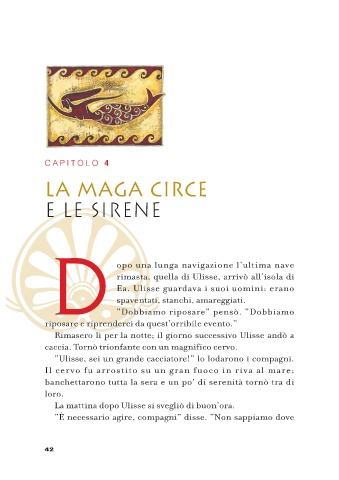 CAPITOLO 4
LA MAGA CIRCE
E LE SIRENE
Dopo una lunga navigazione l'ultima nave
rimasta, quella di Ulisse, arrivò all'isola di
Ea. Ulisse guardava i suoi uomini: erano
spaventati, stanchi, amareggiati.
"Dobbiamo riposare" pensò. "Dobbiamo
riposare e riprenderci da quest'orribile evento."
Rimasero lì per la notte; il giorno successivo Ulisse andò a
caccia. Tornò trionfante con un magnifico cervo.
"Ulisse, sei un grande cacciatore!" lo lodarono i compagni.
Il cervo fu arrostito su un gran fuoco in riva al mare;
banchettarono tutta la sera e un po' di serenità tornò tra di
loro.
La mattina dopo Ulisse si svegliò di buon'ora.
"È necessario agire, compagni" disse. "Non sappiamo dove
42